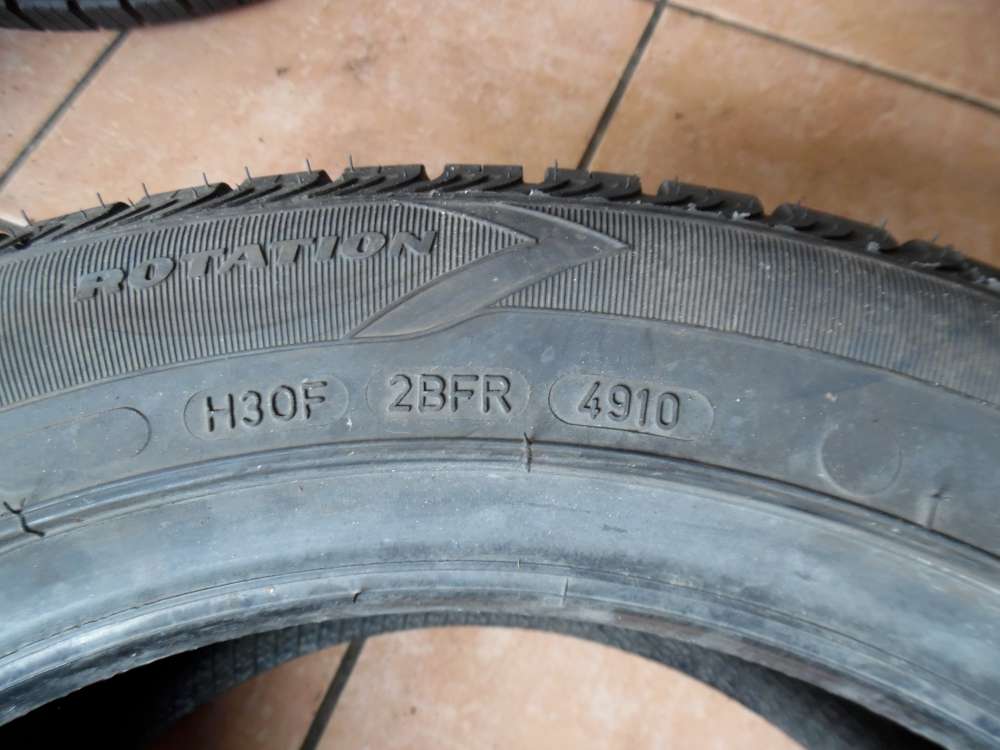 ROTATION
H30F 2BFR 4910